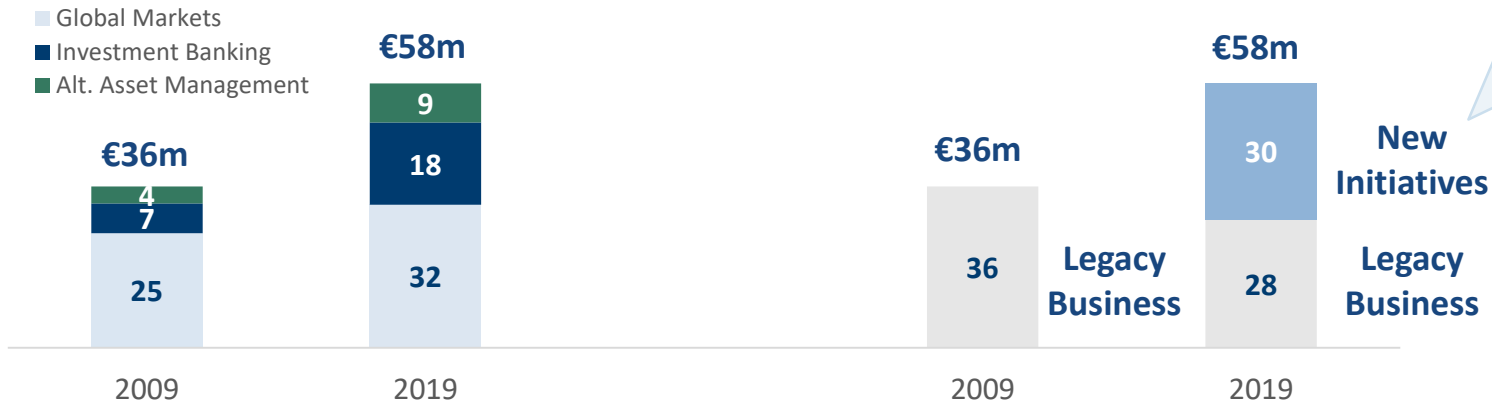 Global Markets
Investment Banking
Alt. Asset Management
€36m
4
7
25
2009
€58m
9
18
32
2019
€36m
36
Legacy
Business
2009
€58m
30
28
2019
New
Initiatives
Legacy
Business